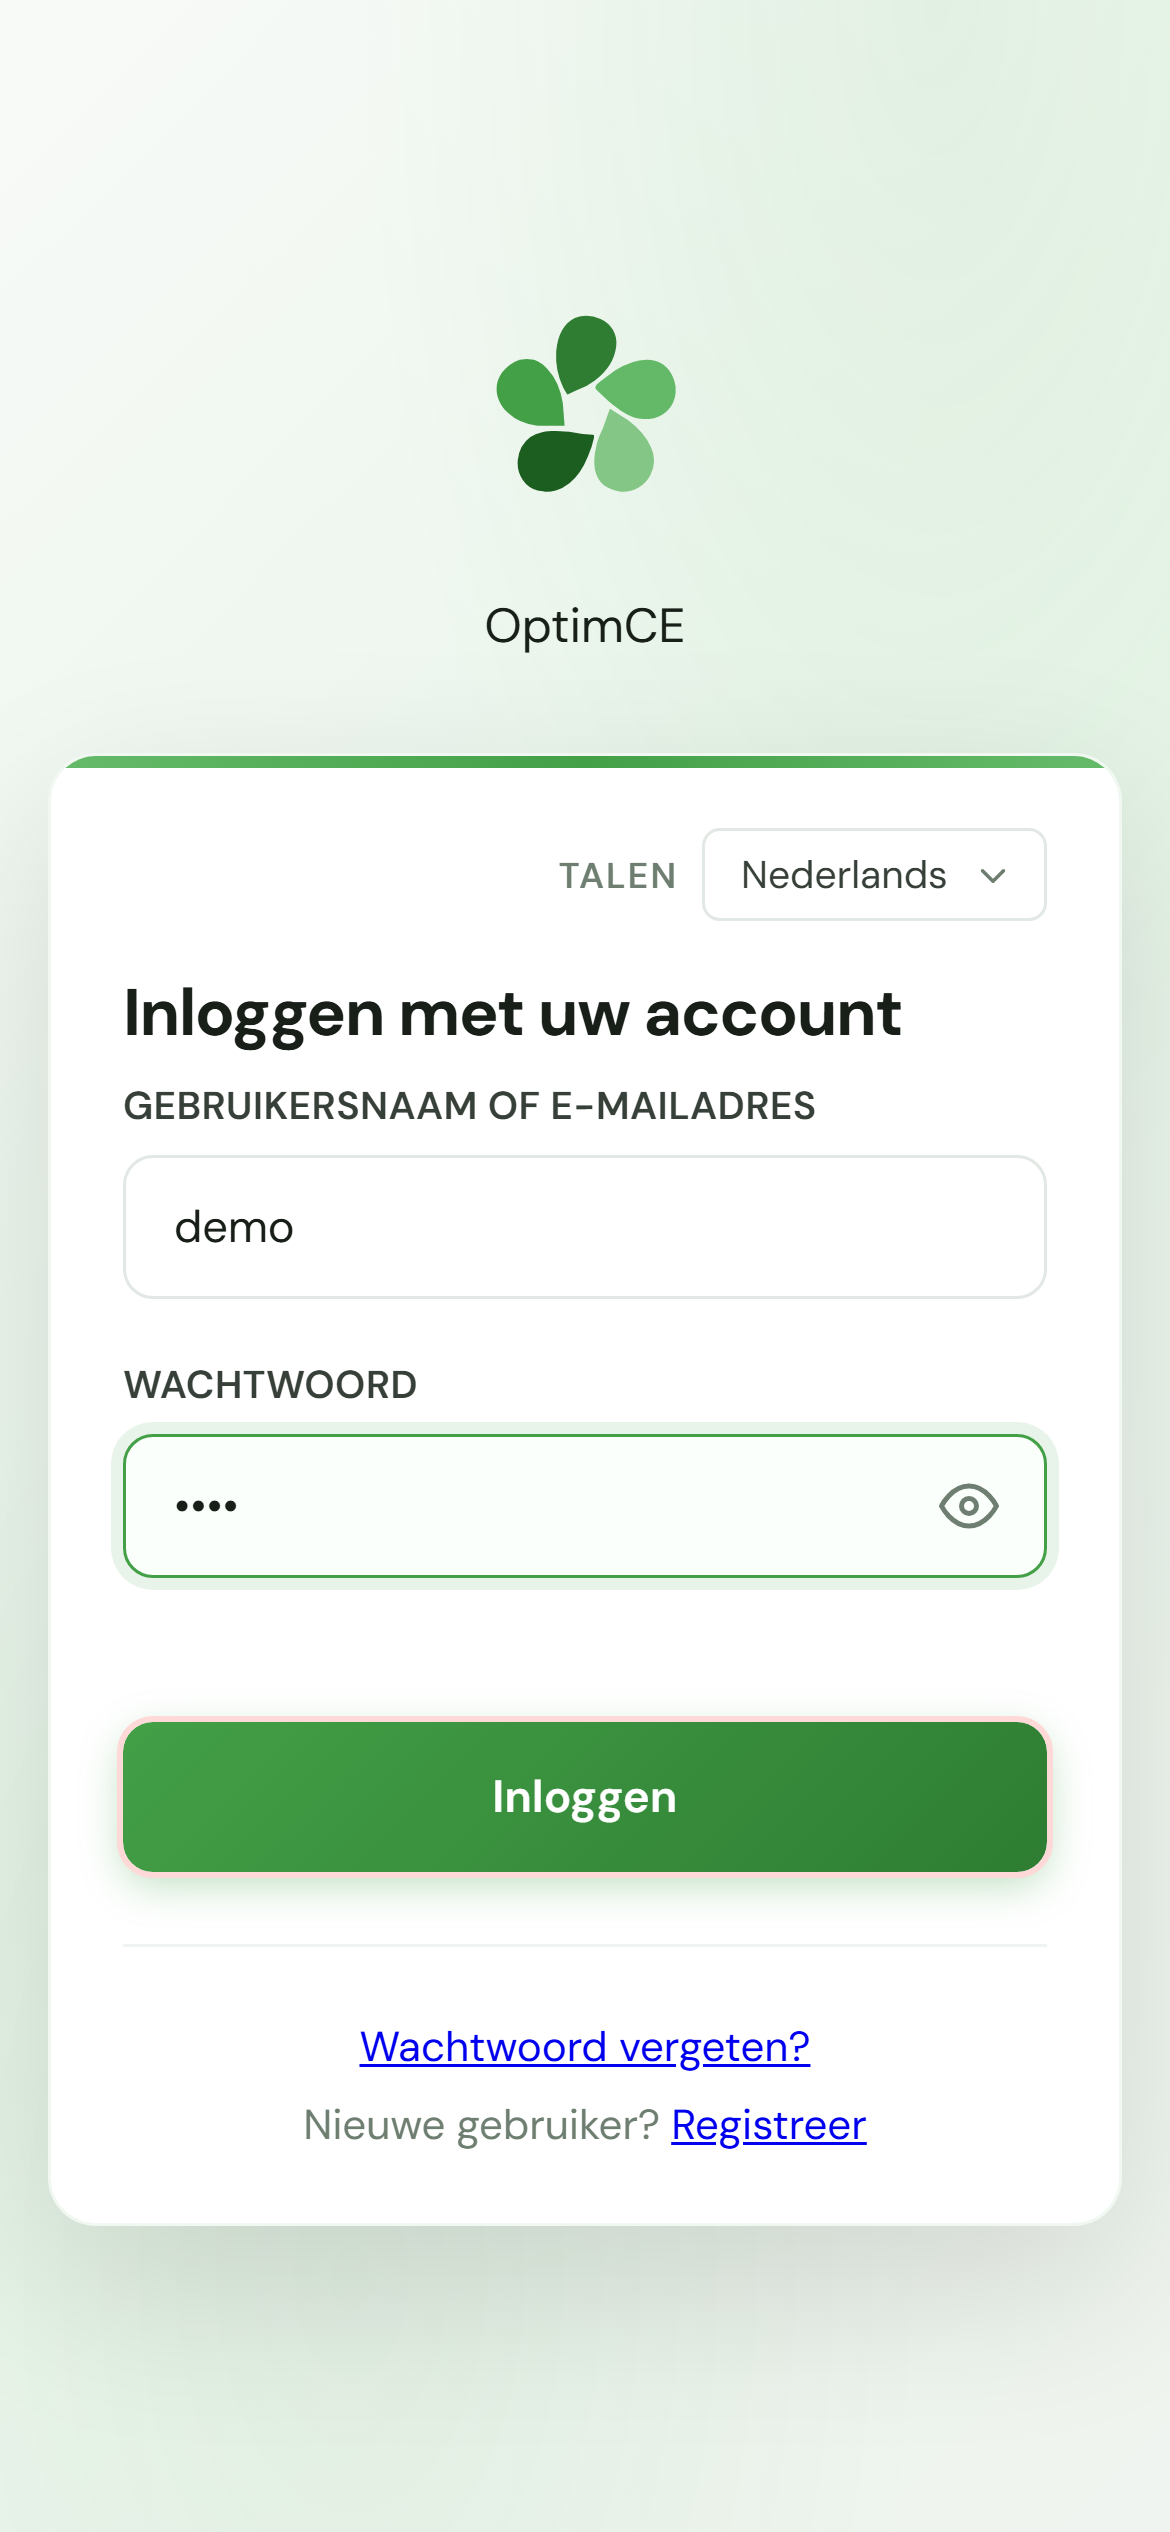 OptimCE
TALEN Nederlands
Inloggen met uw account
GEBRUIKERSNAAM OF E-MAILADRES
demo
WACHTWOORD
••••
Inloggen
Wachtwoord vergeten?
Nieuwe gebruiker? Registreer